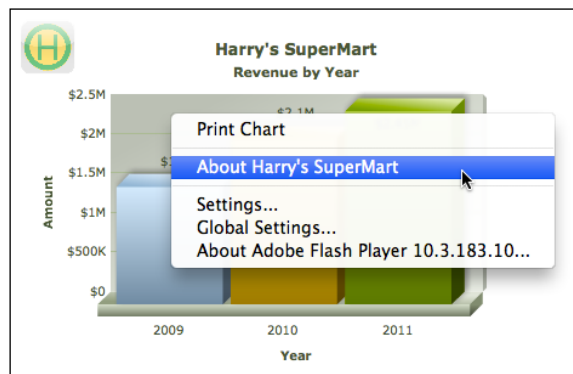 H
Harry's SuperMart
Revenue by Year
$2.5M
$2M
$1.5M
$1M
$500K
$0
Amount
Print Chart
About Harry's SuperMart
Settings...
Global Settings...
About Adobe Flash Player 10.3.183.10...
2009
2010
2011
Year